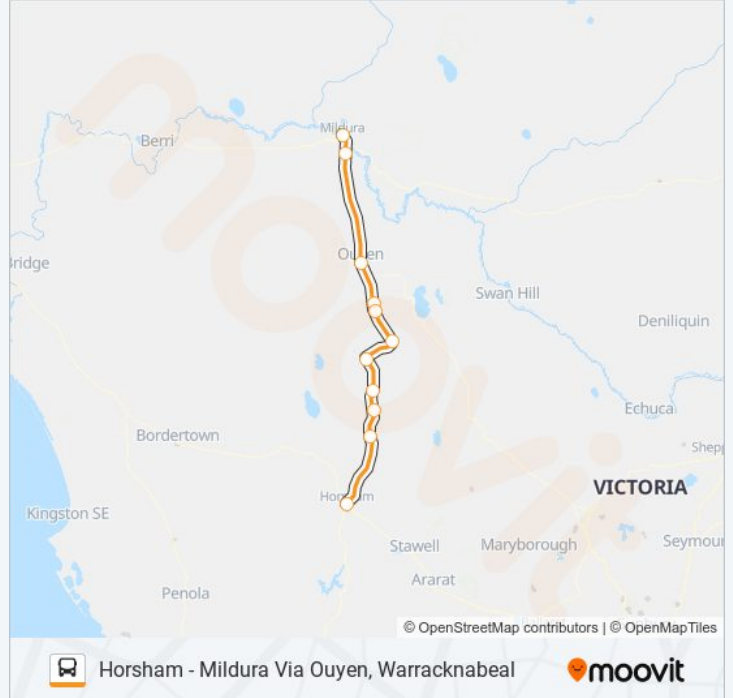 Mildura
Berri
Ouyen
Bridge
Swan Hill
Deniliquin
Echuca
Bordertown
Shepp
Horsham
VICTORIA
Kingston SE
Stawell
Maryborough
Seymour
Ararat
Penola
moovit
© OpenStreetMap contributors | © OpenMapTiles
Horsham - Mildura Via Ouyen, Warracknabeal
moovit